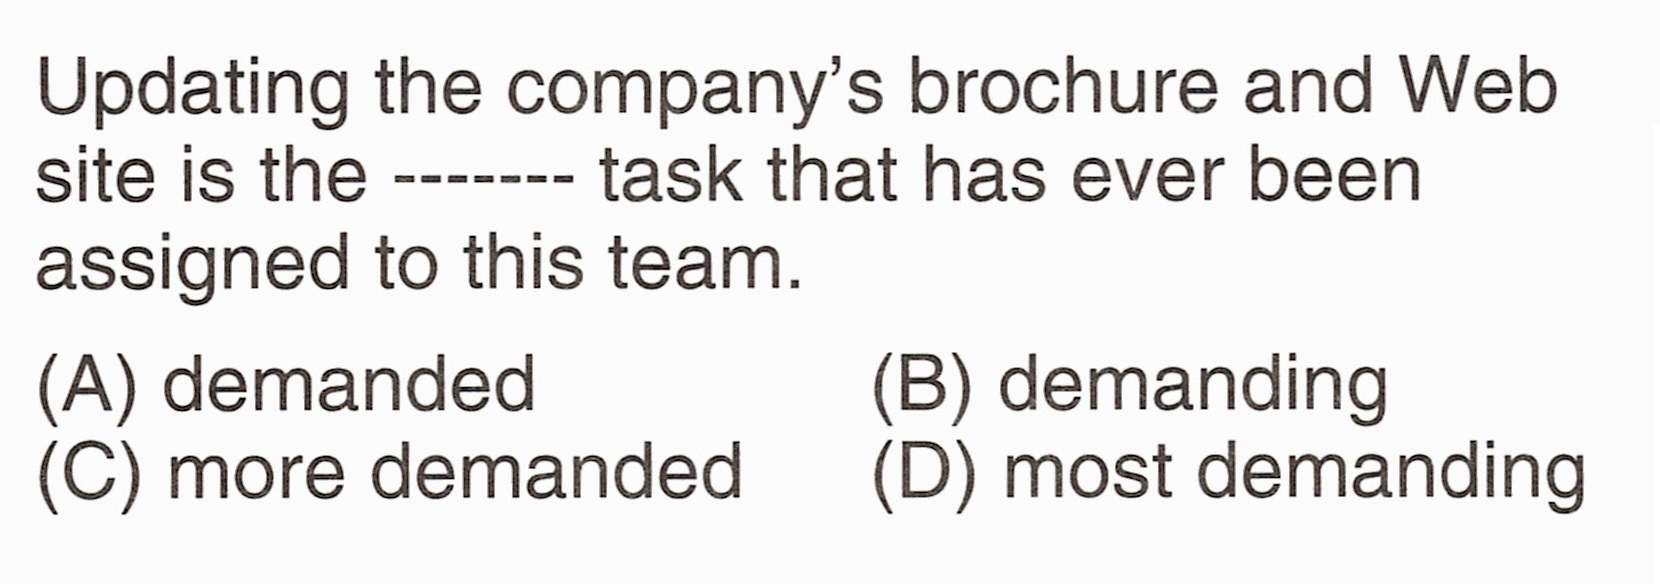 Updating the company’s brochure and Web
site is the ------- task that has ever been
assigned to this team.
(A) demanded (B) demanding
(C) more demanded (D) most demanding